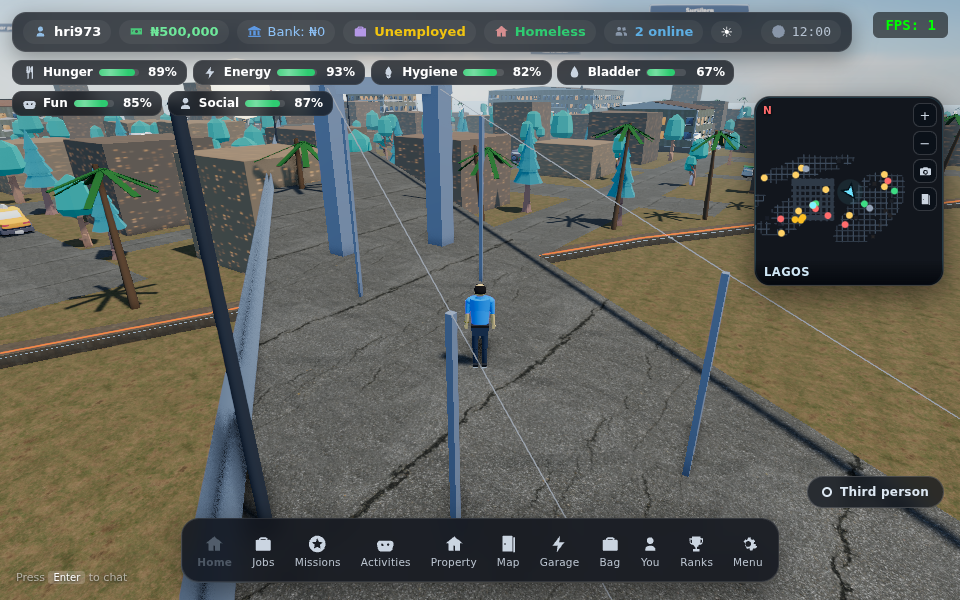 hri973 ₦500,000 Bank: ₦0 Unemployed Homeless 2 online 12:00 FPS: 1
Hunger 89% Energy 93% Hygiene 82% Bladder 67%
Fun 85% Social 87%
N
+
−
LAGOS
Third person
Home Jobs Missions Activities Property Map Garage Bag You Ranks Menu
Press Enter to chat